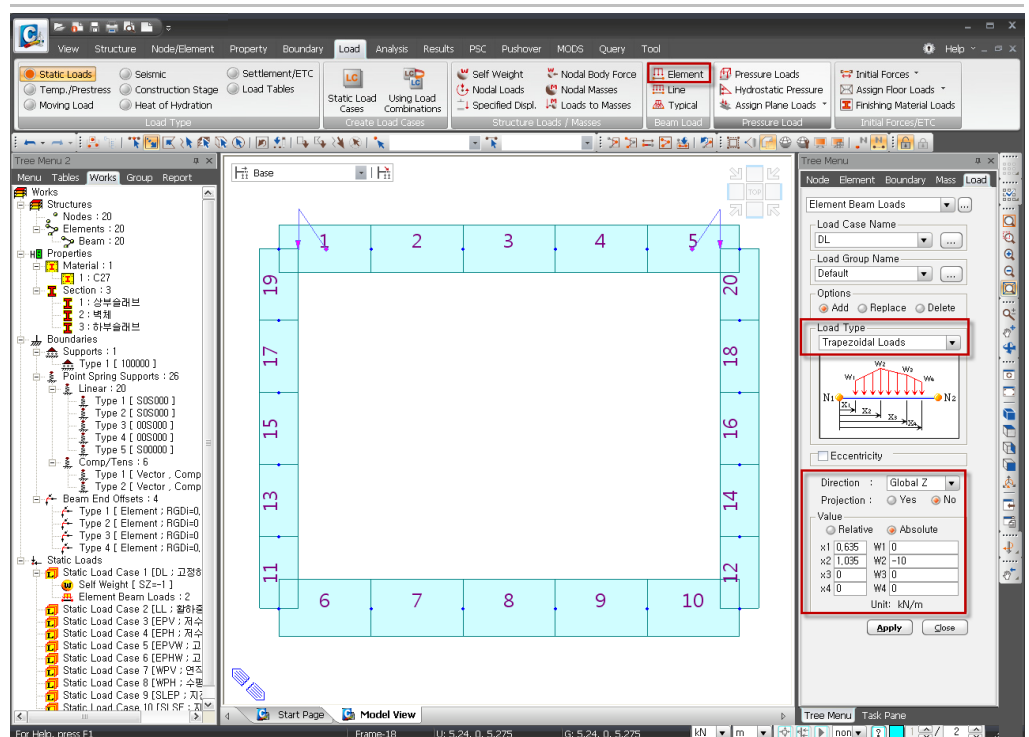 View Structure Node/Element Property Boundary Load Analysis Results PSC Pushover MODS Query Tool Help
Static Loads Seismic Settlement/ETC
Temp./Prestress Construction Stage Load Tables
Moving Load Heat of Hydration
Load Type
Static Load Cases
Using Load Combinations
Create Load Cases
Self Weight Nodal Body Force
Nodal Loads Nodal Masses
Specified Displ. Loads to Masses
Structure Loads / Masses
Element
Line
Typical
Beam Load
Pressure Loads
Hydrostatic Pressure
Assign Plane Loads
Pressure Load
Initial Forces
Assign Floor Loads
Finishing Material Loads
Initial Forces/ETC
Tree Menu 2
Menu Tables Works Group Report
Works
Structures
Nodes : 20
Elements : 20
Beam : 20
Properties
Material : 1
1 : C27
Section : 3
1 : 상부슬래브
2 : 벽체
3 : 하부슬래브
Boundaries
Supports : 1
Type 1 [ 100000 ]
Point Spring Supports : 26
Linear : 20
Type 1 [ S0S000 ]
Type 2 [ S0S000 ]
Type 3 [ 00S000 ]
Type 4 [ 00S000 ]
Type 5 [ S00000 ]
Comp/Tens : 6
Type 1 [ Vector , Comp
Type 2 [ Vector , Comp
Beam End Offsets : 4
Type 1 [ Element ; RGDi=0,
Type 2 [ Element ; RGDi=0
Type 3 [ Element ; RGDi=0
Type 4 [ Element ; RGDi=0,
Static Loads
Static Load Case 1 [DL ; 고정하
Self Weight [ SZ=-1 ]
Element Beam Loads : 2
Static Load Case 2 [LL ; 활하중
Static Load Case 3 [EPV ; 저수
Static Load Case 4 [EPH ; 저수
Static Load Case 5 [EPVW ; 고
Static Load Case 6 [EPHW ; 고
Static Load Case 7 [WPV ; 연직
Static Load Case 8 [WPH ; 수평
Static Load Case 9 [SLEP ; 지
Base
TOP
1 2 3 4 5
19 20
17 18
15 16
13 14
11 12
6 7 8 9 10
Start Page Model View
Tree Menu
Node Element Boundary Mass Load
Element Beam Loads
Load Case Name
DL
Load Group Name
Default
Options
Add Replace Delete
Load Type
Trapezoidal Loads
W1 W2 W3 W4
N1 N2
X1 X2 X3 X4
Eccentricity
Direction : Global Z
Projection : Yes No
Value
Relative Absolute
x1 0,635 W1 0
x2 1,035 W2 -10
x3 0 W3 0
x4 0 W4 0
Unit: kN/m
Apply Close
Tree Menu Task Pane
For Help, press F1 Frame-18 U: 5.24, 0, 5.275 G: 5.24, 0, 5.275 kN m non 2